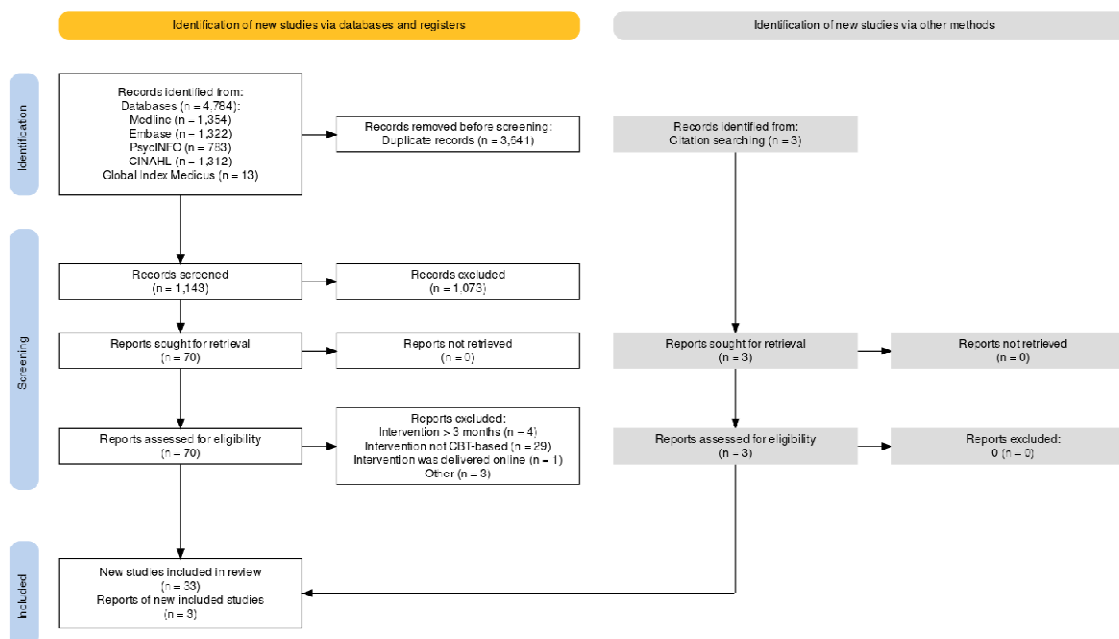 Identification of new studies via databases and registers
Identification of new studies via other methods
Identification
Records identified from:
Databases (n = 4,784):
Medline (n = 1,354)
Embase (n = 1,322)
PsycINFO (n = 783)
CINAHL (n = 1,312)
Global Index Medicus (n = 13)
Records removed before screening:
Duplicate records (n = 3,641)
Records identified from:
Citation searching (n = 3)
Screening
Records screened
(n = 1,143)
Records excluded
(n = 1,073)
Reports sought for retrieval
(n = 70)
Reports not retrieved
(n = 0)
Reports sought for retrieval
(n = 3)
Reports not retrieved
(n = 0)
Reports assessed for eligibility
(n = 70)
Reports excluded:
Intervention > 3 months (n = 4)
Intervention not CBT-based (n = 29)
Intervention was delivered online (n = 1)
Other (n = 3)
Reports assessed for eligibility
(n = 3)
Reports excluded:
0 (n = 0)
Included
New studies included in review
(n = 33)
Reports of new included studies
(n = 3)